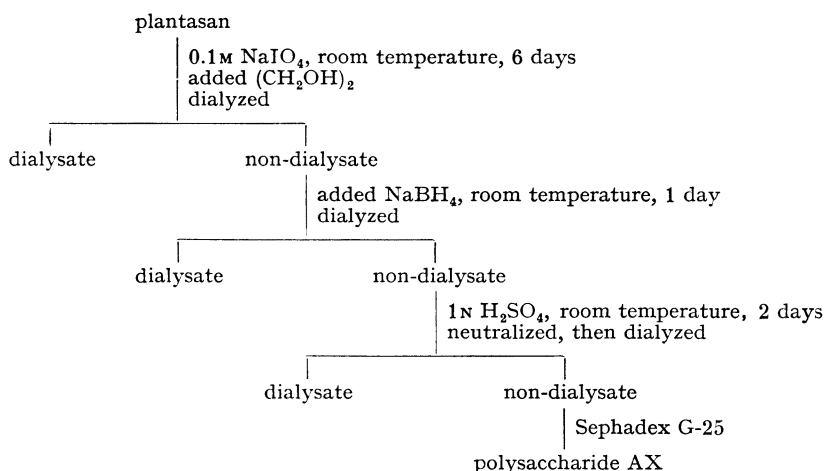 plantasan
0.1M NaIO₄, room temperature, 6 days
added (CH₂OH)₂
dialyzed
dialysate non-dialysate
added NaBH₄, room temperature, 1 day
dialyzed
dialysate non-dialysate
1N H₂SO₄, room temperature, 2 days
neutralized, then dialyzed
dialysate non-dialysate
Sephadex G-25
polysaccharide AX